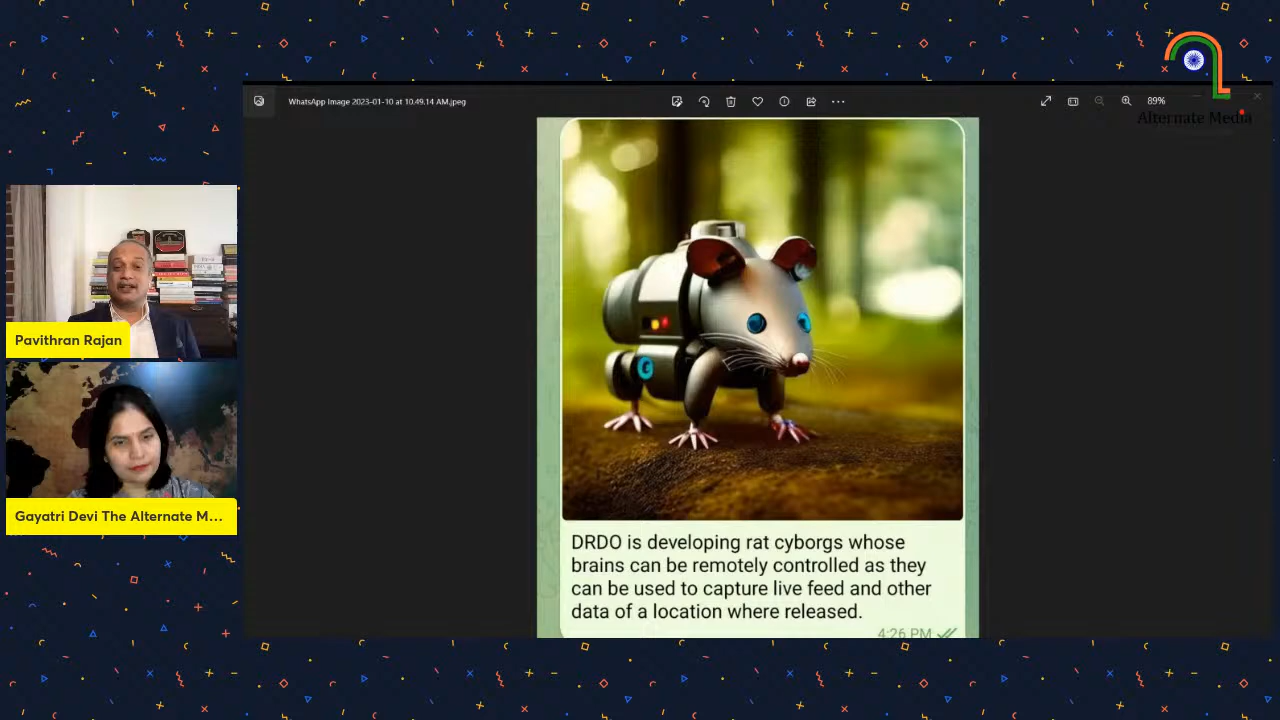 WhatsApp Image 2023-01-10 at 10.49.14 AM.jpeg
89%
Alternate Media
Pavithran Rajan
Gayatri Devi The Alternate M...
DRDO is developing rat cyborgs whose
brains can be remotely controlled as they
can be used to capture live feed and other
data of a location where released.
4:26 PM